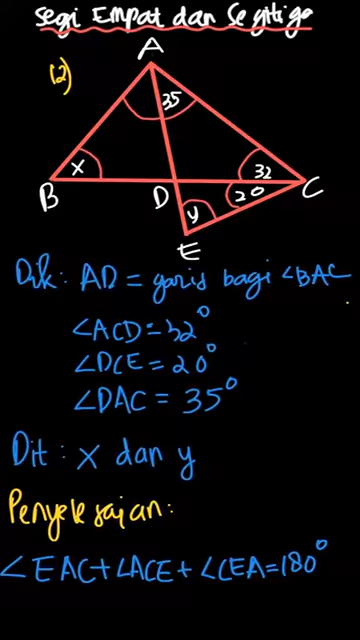 Segi Empat dan Segitiga
(2)
A
35
x
32
20
B
D
C
y
E
Dik: AD = garis bagi ∠BAC
∠ACD = 32°
∠DCE = 20°
∠DAC = 35°
Dit: x dan y
Penyelesaian:
∠EAC + ∠ACE + ∠CEA = 180°